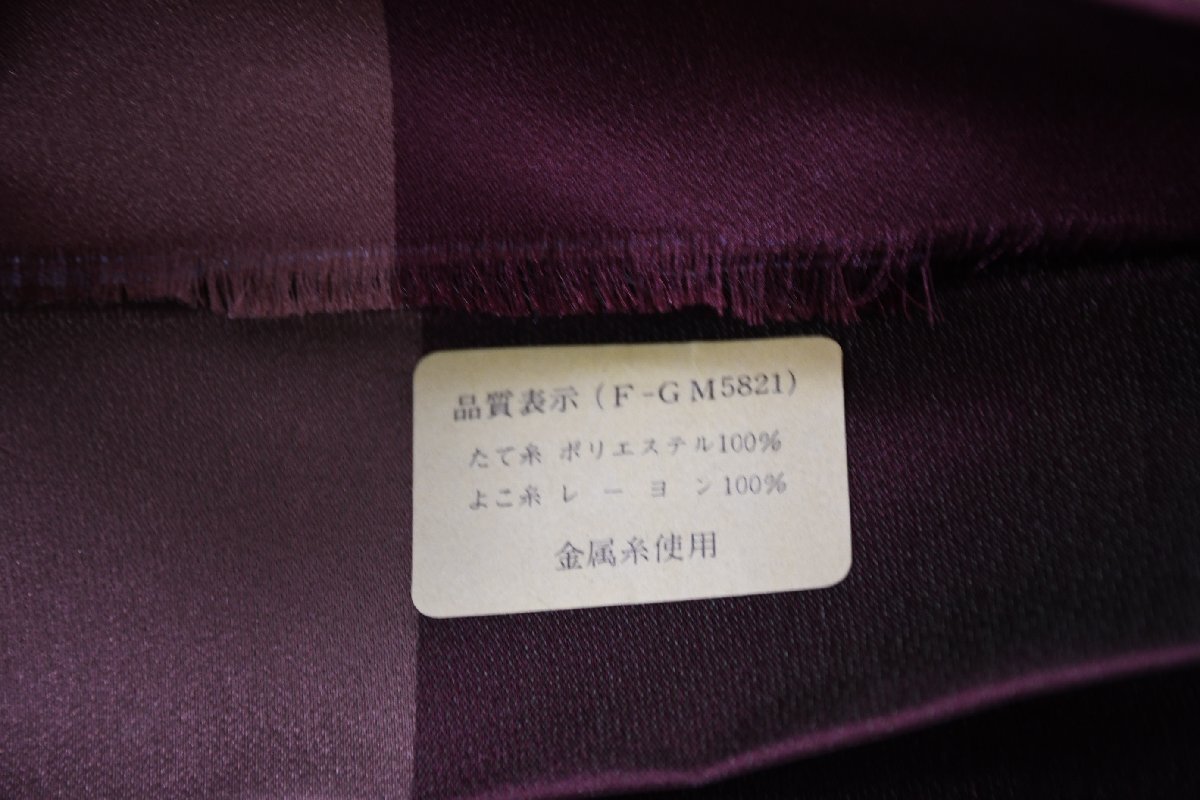 品質表示(F-GM5821)
たて糸 ポリエステル100%
よこ糸 レーヨン100%
金属糸使用